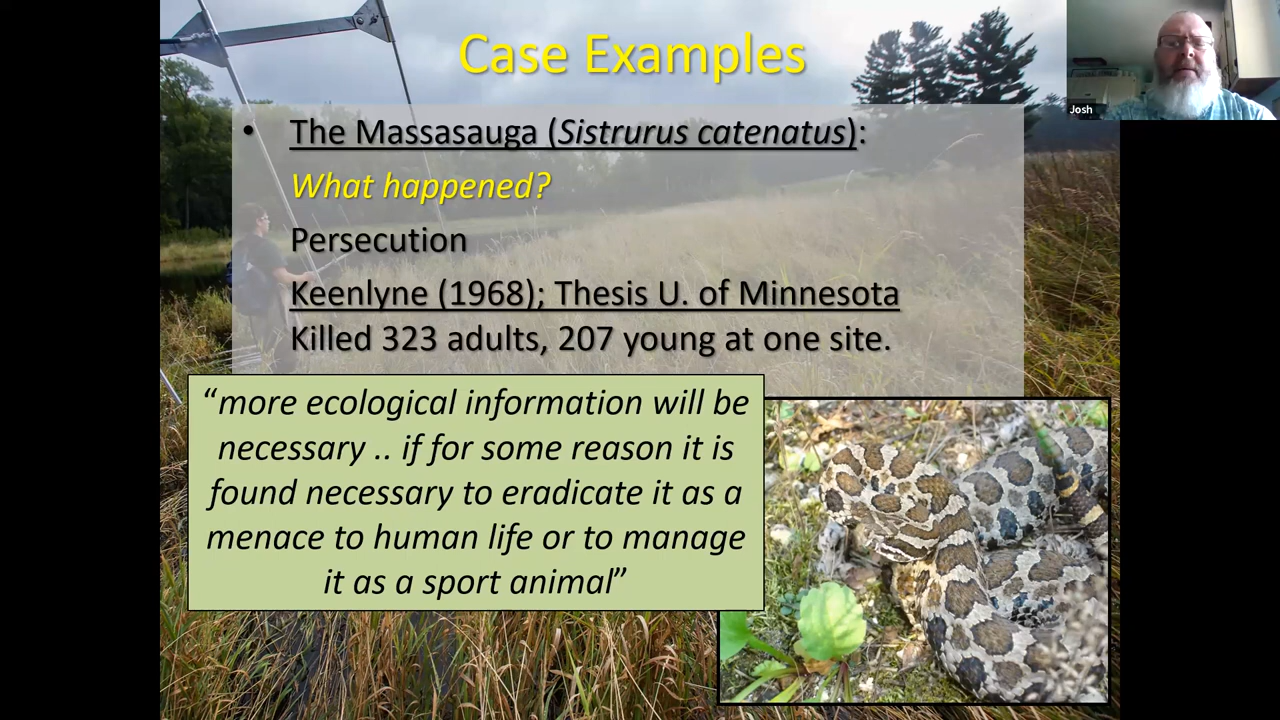 Case Examples
Josh
• The Massasauga (Sistrurus catenatus):
What happened?
Persecution
Keenlyne (1968); Thesis U. of Minnesota
Killed 323 adults, 207 young at one site.
“more ecological information will be
necessary .. if for some reason it is
found necessary to eradicate it as a
menace to human life or to manage
it as a sport animal”